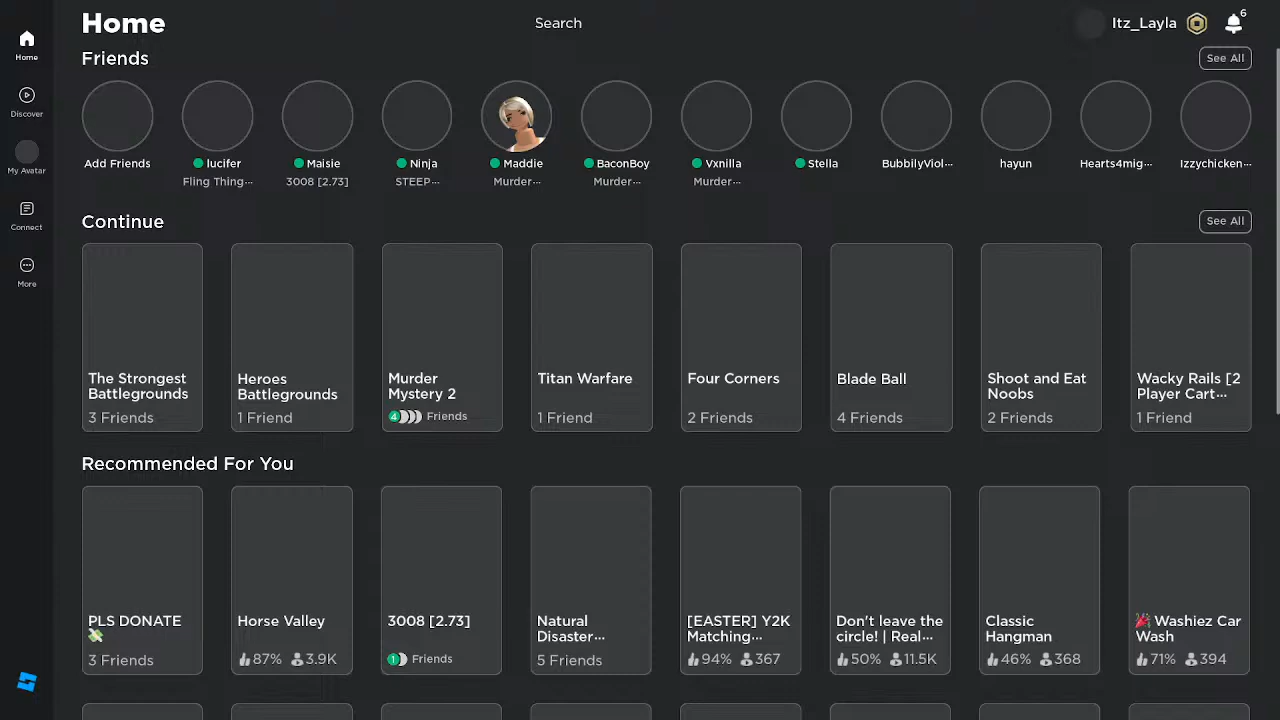 Home
Search
Itz_Layla
6
Home
Discover
My Avatar
Connect
More
Friends
See All
Add Friends
lucifer
Maisie
Ninja
Maddie
BaconBoy
Vxnilla
Stella
BubbilyViol···
hayun
Hearts4mig···
Izzychicken···
Fling Thing···
3008 [2.73]
STEEP···
Murder···
Murder···
Murder···
Continue
See All
The Strongest
Battlegrounds
3 Friends
Heroes
Battlegrounds
1 Friend
Murder
Mystery 2
4 Friends
Titan Warfare
1 Friend
Four Corners
2 Friends
Blade Ball
4 Friends
Shoot and Eat
Noobs
2 Friends
Wacky Rails [2
Player Cart···
1 Friend
Recommended For You
PLS DONATE
💸
3 Friends
Horse Valley
87% 3.9K
3008 [2.73]
1 Friends
Natural
Disaster···
5 Friends
[EASTER] Y2K
Matching···
94% 367
Don't leave the
circle! | Real···
50% 11.5K
Classic
Hangman
46% 368
🎉 Washiez Car
Wash
71% 394